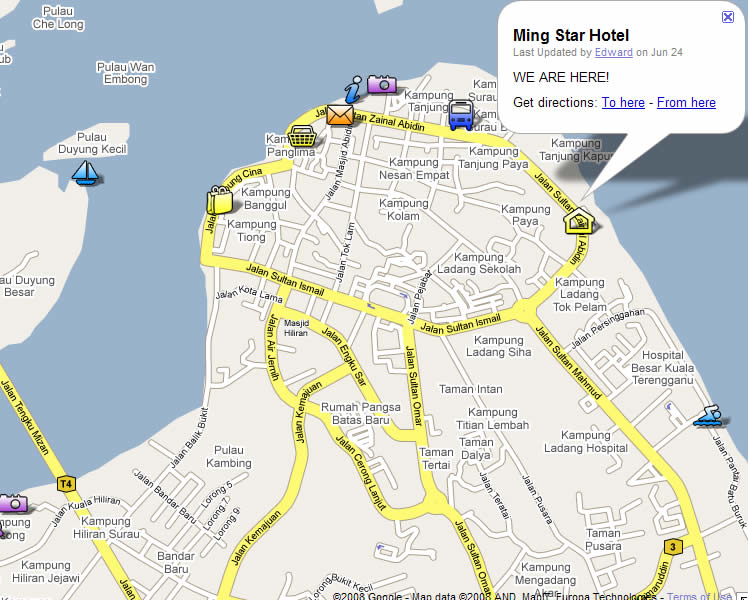 Pulau
Che Long
Pulau Wan
Embong
Pulau
Duyung Kecil
Ming Star Hotel
Last Updated by Edward on Jun 24
WE ARE HERE!
Get directions: To here - From here
Kampung
Tanjung
Kampung
Surau
Surau B
Jalan Sultan Zainal Abidin
Kampung
Panglima
Jalan Masjid Abidin
Kampung
Nesan Empat
Kampung
Tanjung Paya
Kampung
Tanjung Kapur
Jalan Sultan Zainal Abidin
Kampung Cina
Kampung
Banggul
Kampung
Kolam
Kampung
Paya
Kampung
Tiong
Jalan Tok Lam
Kampung
Ladang Sekolah
au Duyung
Besar
Jalan Sultan Ismail
Jalan Pejabat
Kampung
Ladang
Tok Pelam
Jalan Kota Lama
Masjid
Hiliran
Jalan Sultan Ismail
Jalan Persinggahan
Kampung
Ladang Siha
Jalan Air Jernih
Jalan Engku Sar
Jalan Sultan Omar
Jalan Sultan Mahmud
Hospital
Besar Kuala
Terengganu
Jalan Tengku Mizan
Jalan Kemajuan
Taman Intan
Rumah Pangsa
Batas Baru
Kampung
Titian Lembah
Jalan Balik Bukit
Pulau
Kambing
Jalan Cerong Lanjut
Taman
Tertai
Taman
Dalya
Kampung
Ladang Hospital
Jalan Pantai Batu Buruk
T4
Lorong 5
Lorong 7
Lorong 9
Jalan Bandar Baru
Jalan Kuala Hiliran
Jalan Teratai
Jalan Pusara
Kampung
Hiliran Surau
Jalan Kemajuan
Taman
Pusara
3
Bandar
Baru
Kampung
Hiliran Jejawi
Jalan Sultan Omar
Kampung
Mengadang
Akar
Bukit Kecil
©2008 Google - Map data ©2008 AND, MapIT, Europa Technologies - Terms of Use